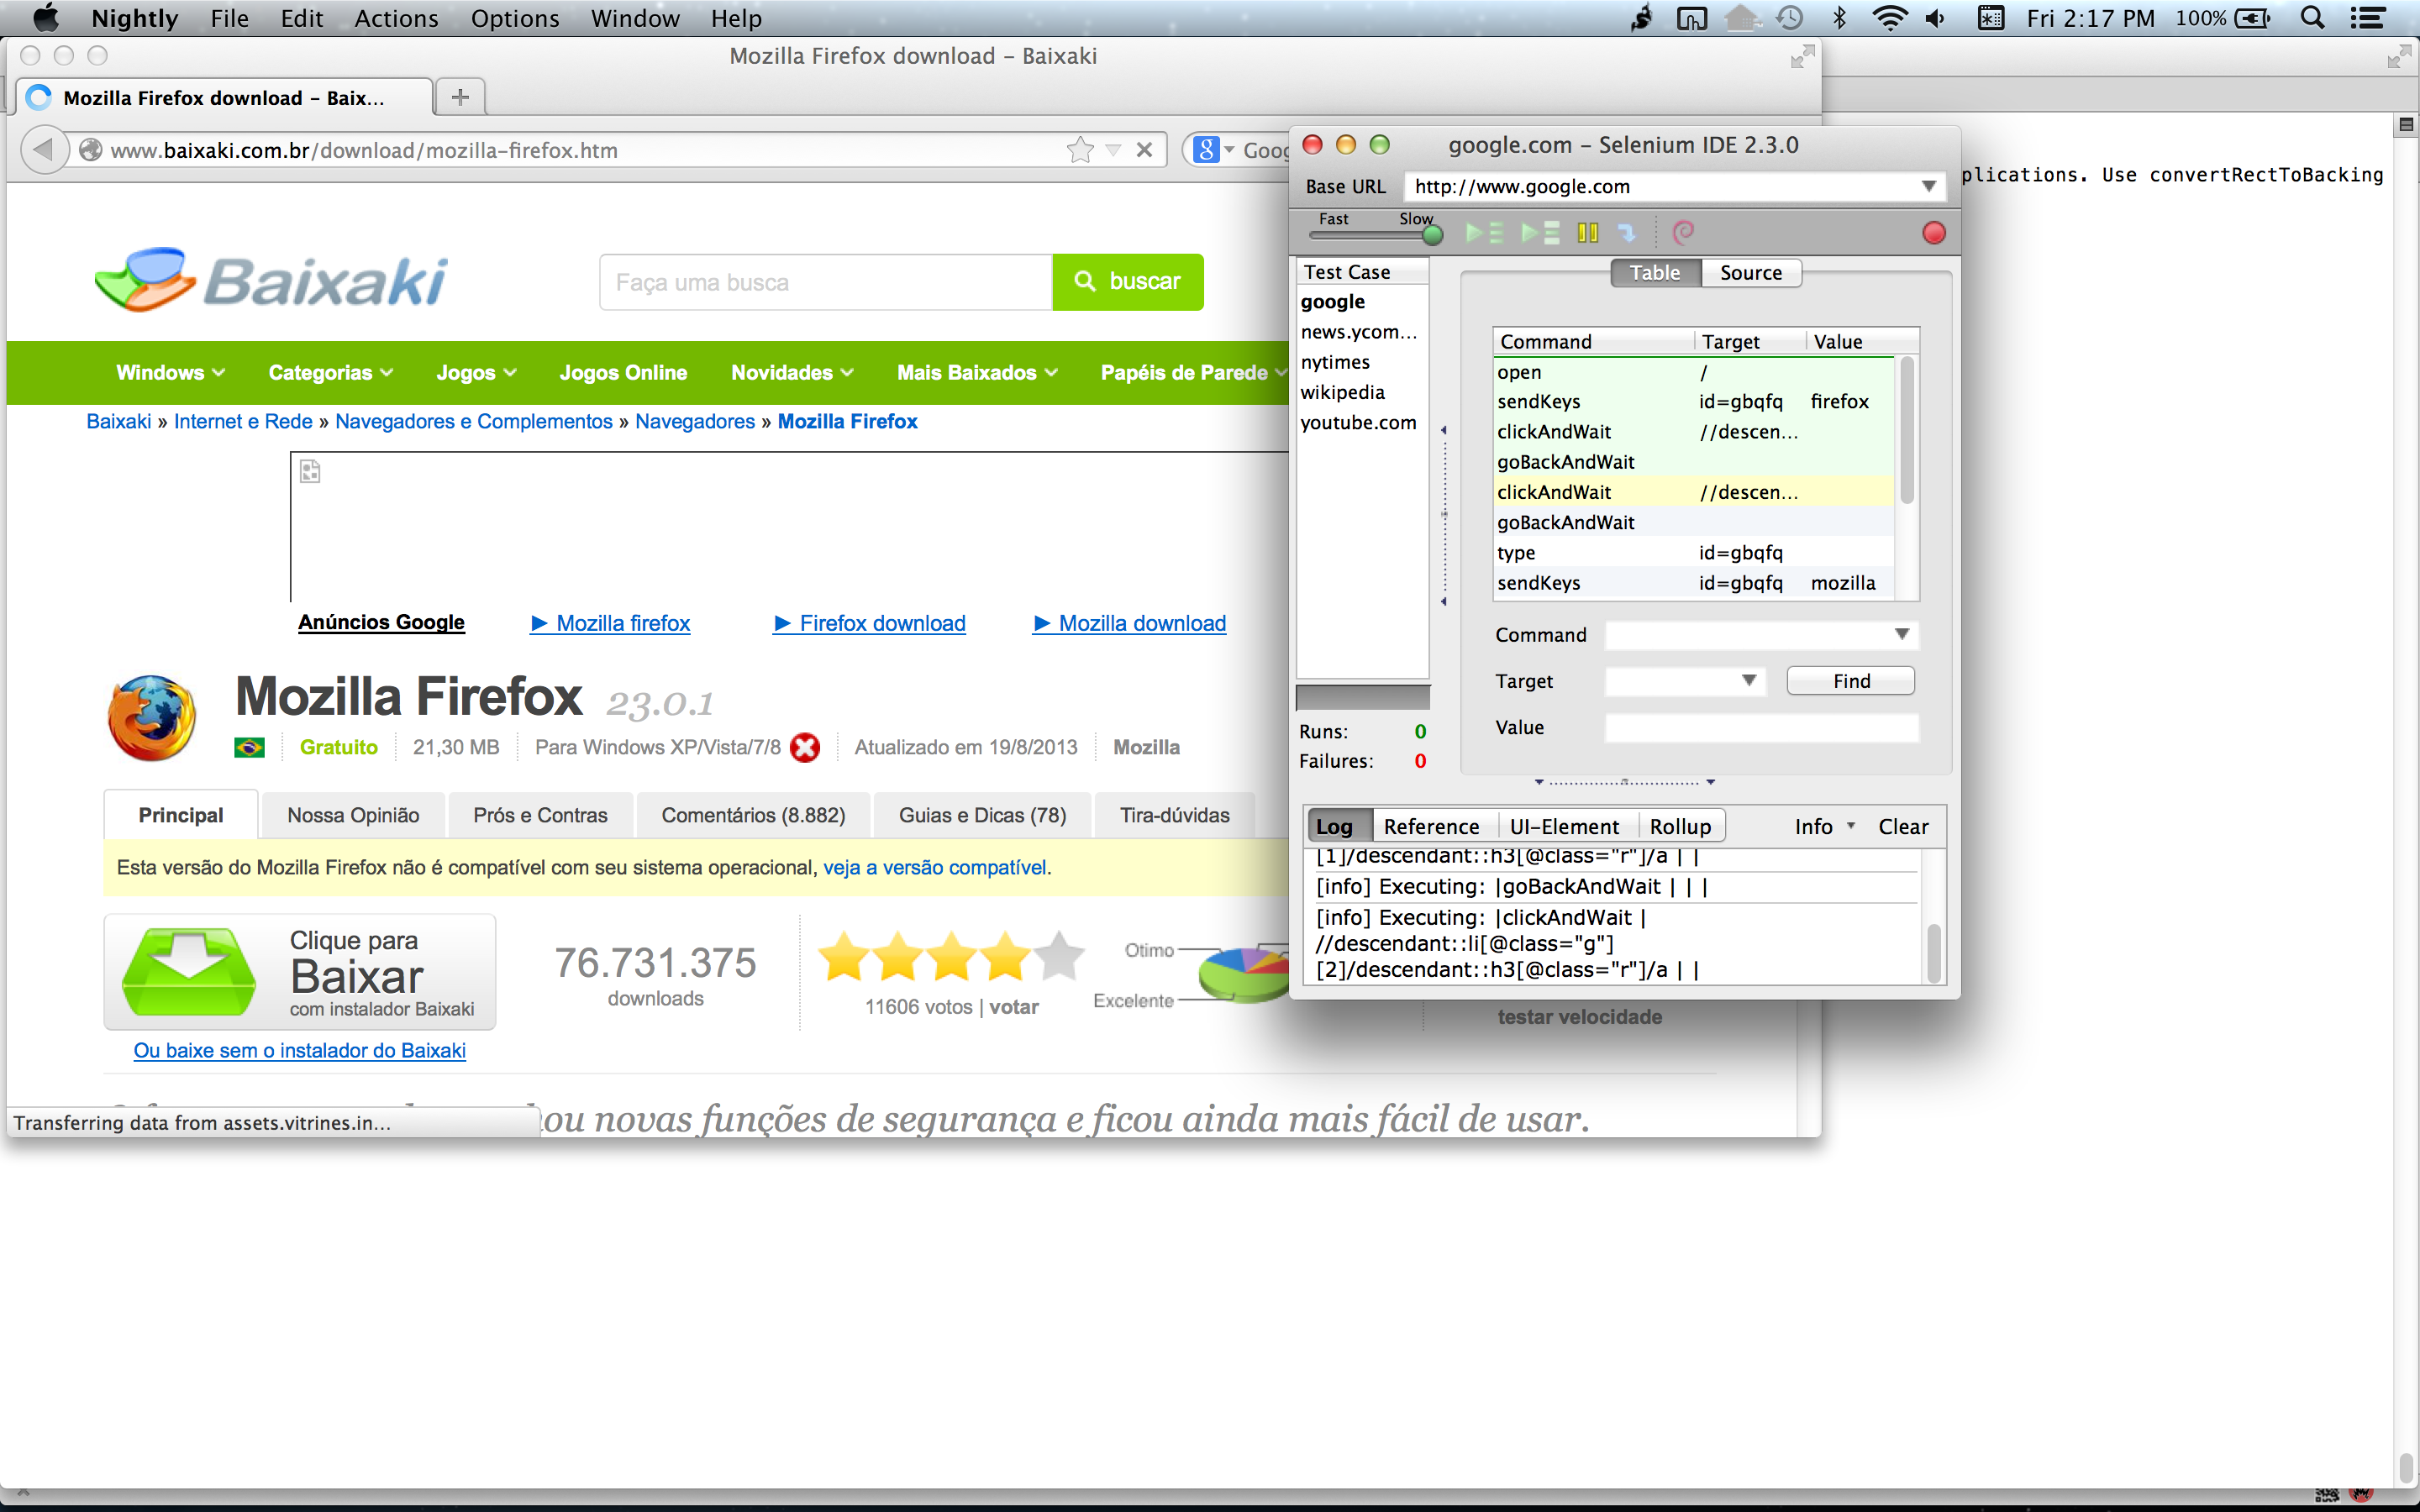 Nightly File Edit Actions Options Window Help
Fri 2:17 PM 100%
Mozilla Firefox download – Baixaki
Mozilla Firefox download – Baix...
www.baixaki.com.br/download/mozilla-firefox.htm
plications. Use convertRectToBacking
Baixaki
Faça uma busca
buscar
Windows Categorias Jogos Jogos Online Novidades Mais Baixados Papéis de Parede
Baixaki » Internet e Rede » Navegadores e Complementos » Navegadores » Mozilla Firefox
Anúncios Google ► Mozilla firefox ► Firefox download ► Mozilla download
Mozilla Firefox 23.0.1
Gratuito 21,30 MB Para Windows XP/Vista/7/8 Atualizado em 19/8/2013 Mozilla
Principal Nossa Opinião Prós e Contras Comentários (8.882) Guias e Dicas (78) Tira-dúvidas
Esta versão do Mozilla Firefox não é compatível com seu sistema operacional, veja a versão compatível.
Clique para
Baixar
com instalador Baixaki
Ou baixe sem o instalador do Baixaki
76.731.375
downloads
11606 votos | votar
Otimo
Excelente
testar velocidade
novas funções de segurança e ficou ainda mais fácil de usar.
Transferring data from assets.vitrines.in...
google.com – Selenium IDE 2.3.0
Base URL http://www.google.com
Fast Slow
Test Case
google
news.ycom...
nytimes
wikipedia
youtube.com
Runs: 0
Failures: 0
Table Source
Command Target Value
open /
sendKeys id=gbqfq firefox
clickAndWait //descen...
goBackAndWait
clickAndWait //descen...
goBackAndWait
type id=gbqfq
sendKeys id=gbqfq mozilla
Command
Target Find
Value
Log Reference UI-Element Rollup Info Clear
[1]/descendant::h3[@class="r"]/a | |
[info] Executing: |goBackAndWait | | |
[info] Executing: |clickAndWait |
//descendant::li[@class="g"]
[2]/descendant::h3[@class="r"]/a | |